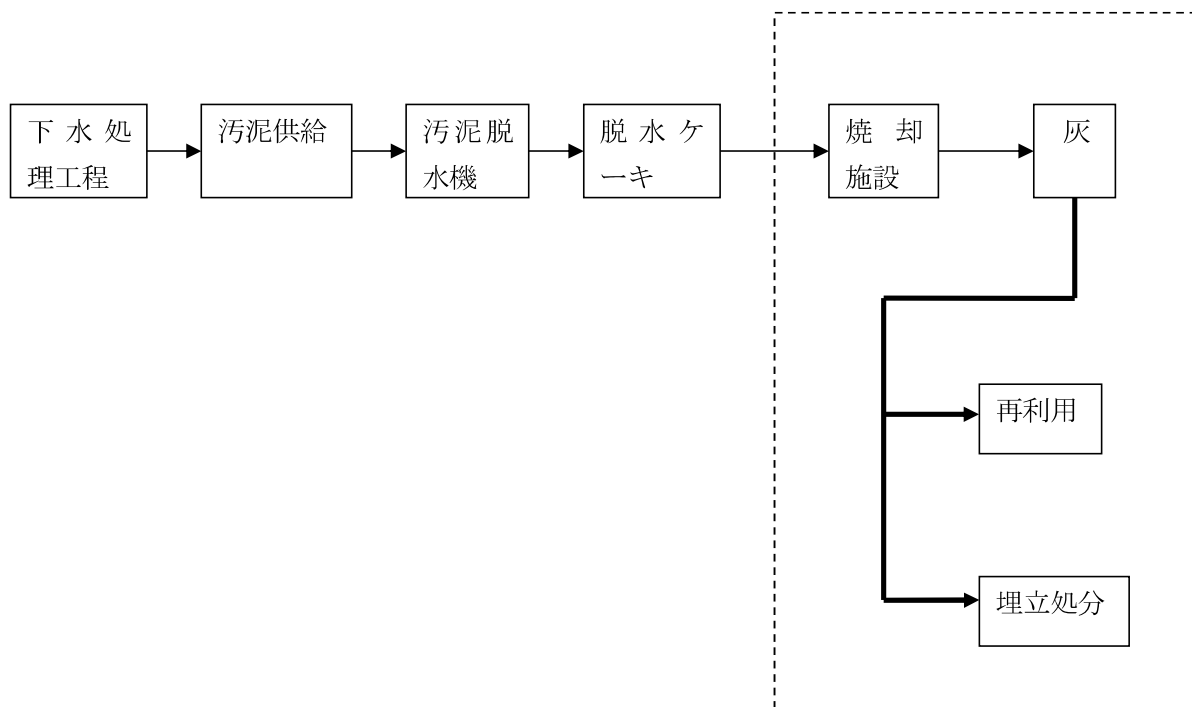 下水処
理工程
汚泥供給
汚泥脱
水機
脱水ケ
ーキ
焼却
施設
灰
再利用
埋立処分